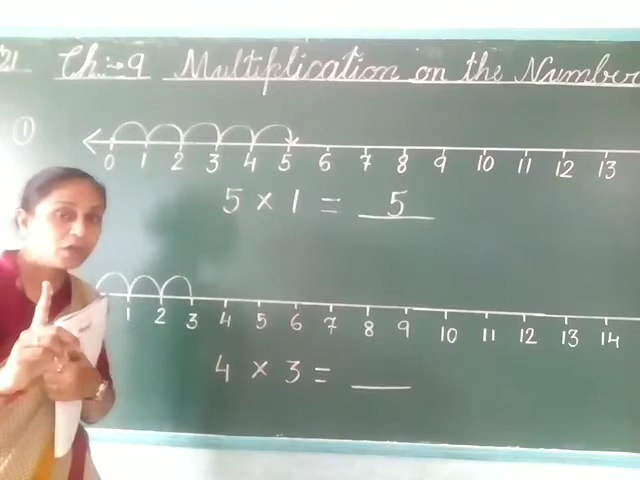 21 Ch:→9 Multiplication on the Number
①
0 1 2 3 4 5 6 7 8 9 10 11 12 13
5 × 1 = 5
1 2 3 4 5 6 7 8 9 10 11 12 13 14
4 × 3 = ___